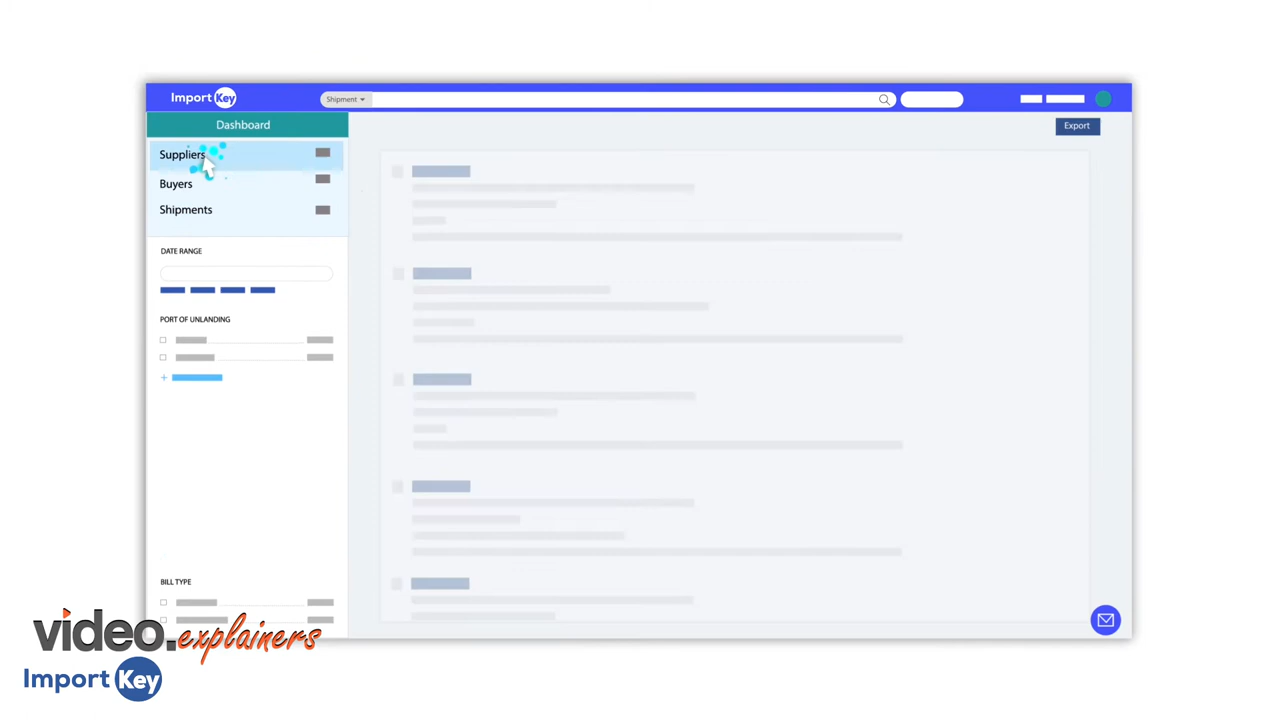 Import Key
Shipment
Dashboard
Export
Suppliers
Buyers
Shipments
DATE RANGE
PORT OF UNLANDING
BILL TYPE
video.explainers
Import Key